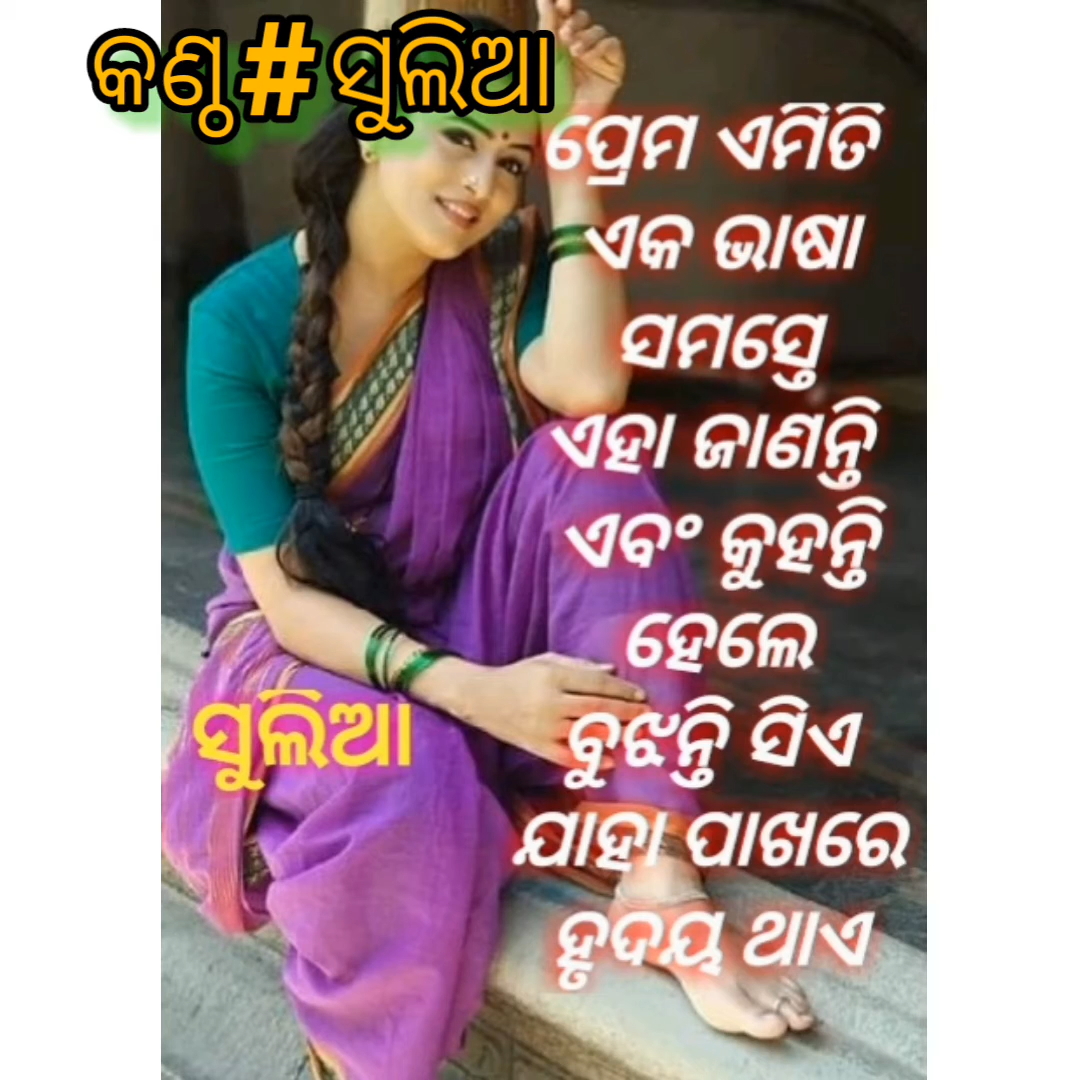 କଣ୍ଠ#ସୁଲିଆ
ପ୍ରେମ ଏମିତି
ଏକ ଭାଷା
ସମସ୍ତେ
ଏହା ଜାଣନ୍ତି
ଏବଂ କୁହନ୍ତି
ହେଲେ
ବୁଝନ୍ତି ସିଏ
ଯାହା ପାଖରେ
ହୃଦୟ ଥାଏ
ସୁଲିଆ